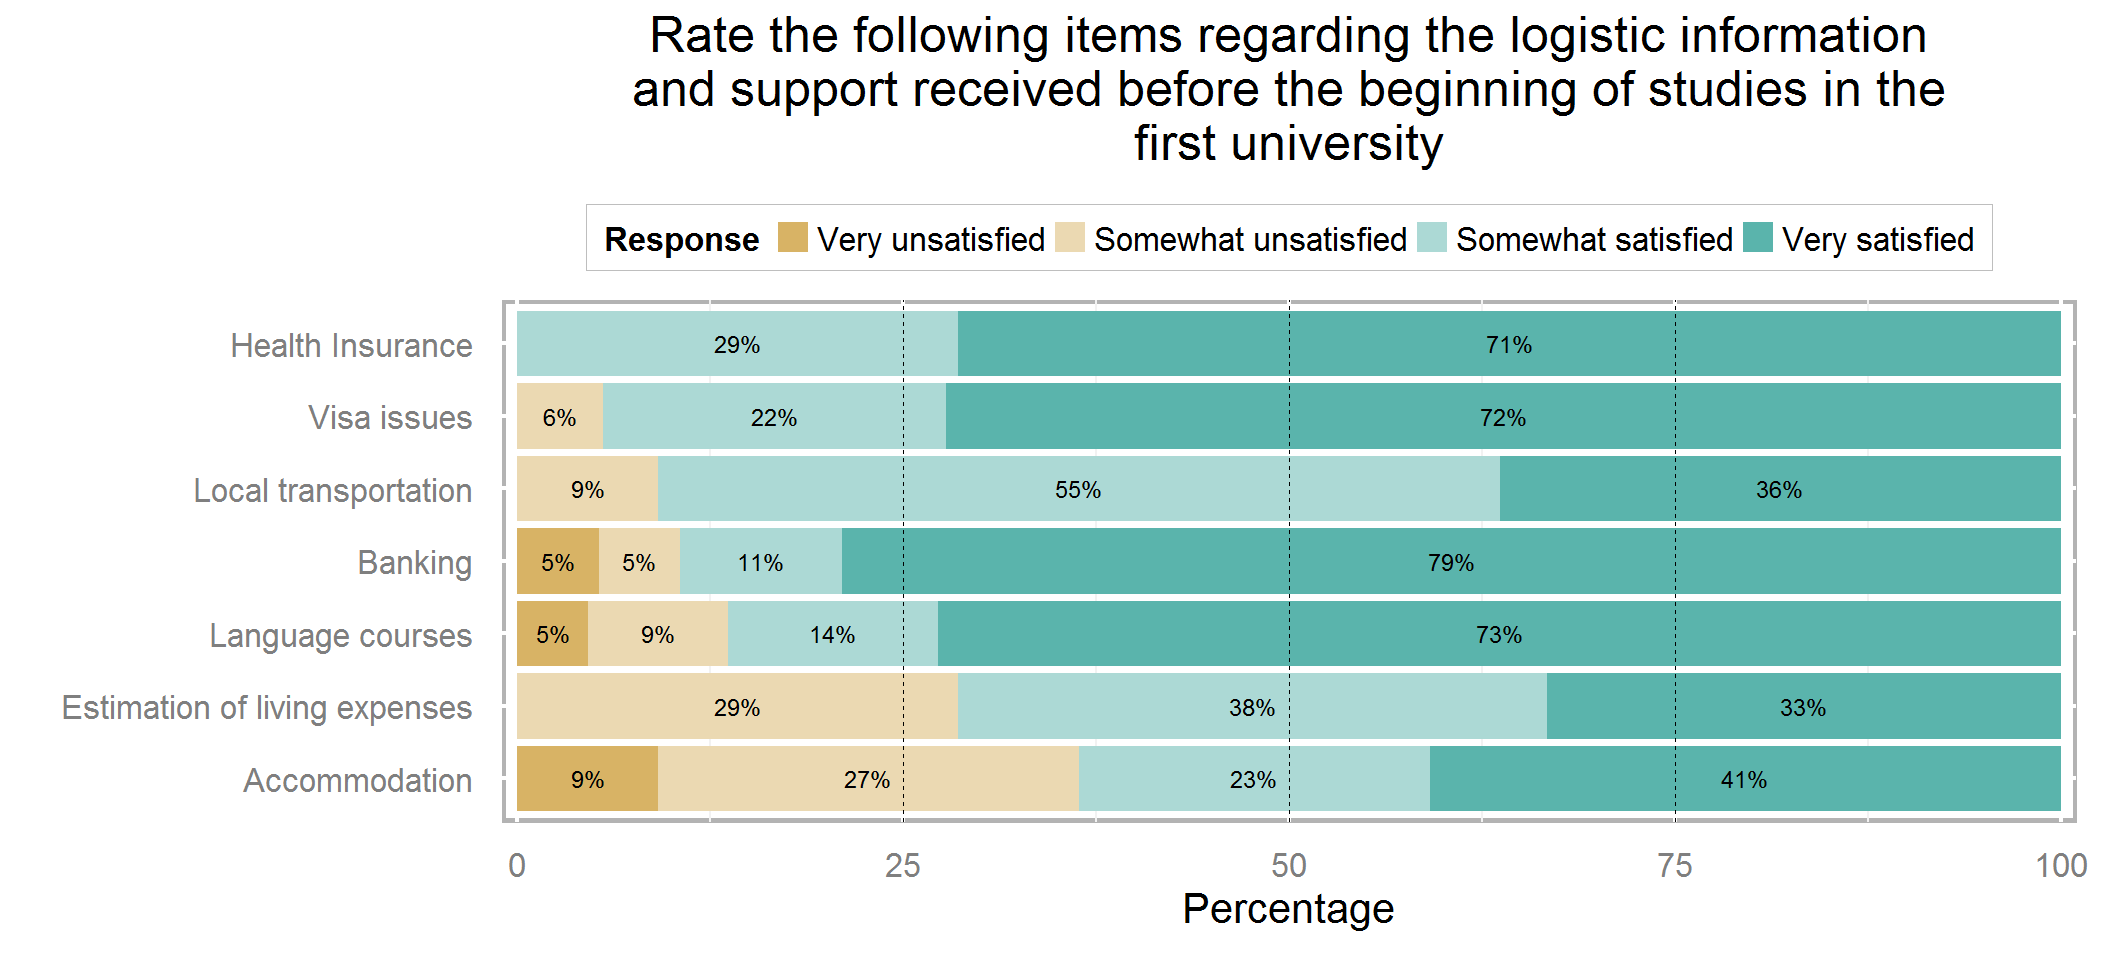 Rate the following items regarding the logistic information
and support received before the beginning of studies in the
first university
Response Very unsatisfied Somewhat unsatisfied Somewhat satisfied Very satisfied
Health Insurance 29% 71%
Visa issues 6% 22% 72%
Local transportation 9% 55% 36%
Banking 5% 5% 11% 79%
Language courses 5% 9% 14% 73%
Estimation of living expenses 29% 38% 33%
Accommodation 9% 27% 23% 41%
0 25 50 75 100
Percentage